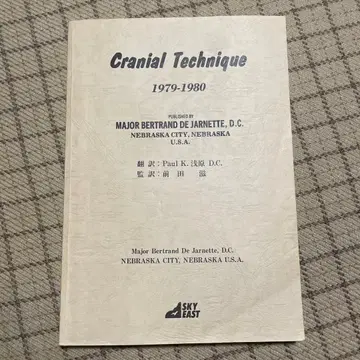 Cranial Technique
1979-1980
PUBLISHED BY
MAJOR BERTRAND DE JARNETTE, D.C.
NEBRASKA CITY, NEBRASKA
U.S.A.
翻 訳：Paul K. 浅原 D.C.
監 訳：前 田 滋
Major Bertrand De Jarnette, D.C.
NEBRASKA CITY, NEBRASKA U.S.A.
SKY
EAST